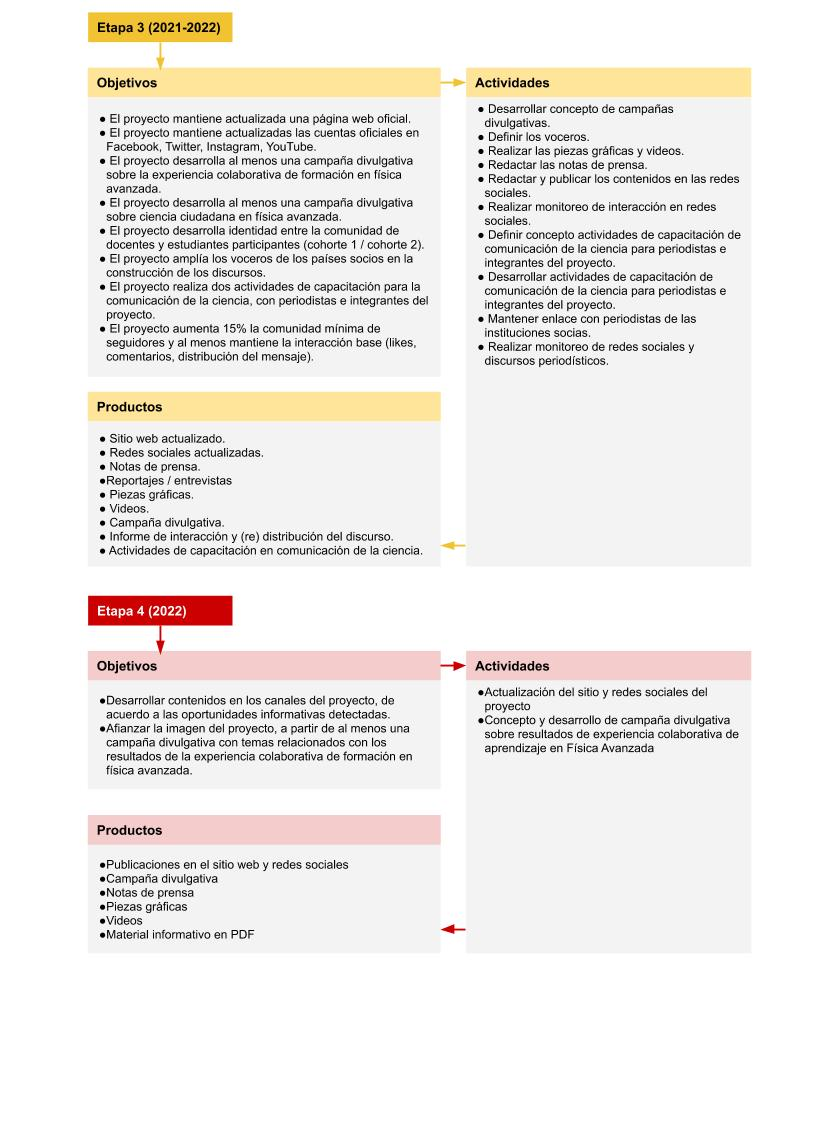 Etapa 3 (2021-2022)
Objetivos
● El proyecto mantiene actualizada una página web oficial.
● El proyecto mantiene actualizadas las cuentas oficiales en
Facebook, Twitter, Instagram, YouTube.
● El proyecto desarrolla al menos una campaña divulgativa
sobre la experiencia colaborativa de formación en física
avanzada.
● El proyecto desarrolla al menos una campaña divulgativa
sobre ciencia ciudadana en física avanzada.
● El proyecto desarrolla identidad entre la comunidad de
docentes y estudiantes participantes (cohorte 1 / cohorte 2).
● El proyecto amplía los voceros de los países socios en la
construcción de los discursos.
● El proyecto realiza dos actividades de capacitación para la
comunicación de la ciencia, con periodistas e integrantes del
proyecto.
● El proyecto aumenta 15% la comunidad mínima de
seguidores y al menos mantiene la interacción base (likes,
comentarios, distribución del mensaje).
Actividades
● Desarrollar concepto de campañas
divulgativas.
● Definir los voceros.
● Realizar las piezas gráficas y videos.
● Redactar las notas de prensa.
● Redactar y publicar los contenidos en las redes
sociales.
● Realizar monitoreo de interacción en redes
sociales.
● Definir concepto actividades de capacitación de
comunicación de la ciencia para periodistas e
integrantes del proyecto.
● Desarrollar actividades de capacitación de
comunicación de la ciencia para periodistas e
integrantes del proyecto.
● Mantener enlace con periodistas de las
instituciones socias.
● Realizar monitoreo de redes sociales y
discursos periodísticos.
Productos
● Sitio web actualizado.
● Redes sociales actualizadas.
● Notas de prensa.
●Reportajes / entrevistas
● Piezas gráficas.
● Videos.
● Campaña divulgativa.
● Informe de interacción y (re) distribución del discurso.
● Actividades de capacitación en comunicación de la ciencia.
Etapa 4 (2022)
Objetivos
●Desarrollar contenidos en los canales del proyecto, de
acuerdo a las oportunidades informativas detectadas.
●Afianzar la imagen del proyecto, a partir de al menos una
campaña divulgativa con temas relacionados con los
resultados de la experiencia colaborativa de formación en
física avanzada.
Actividades
●Actualización del sitio y redes sociales del
proyecto
●Concepto y desarrollo de campaña divulgativa
sobre resultados de experiencia colaborativa de
aprendizaje en Física Avanzada
Productos
●Publicaciones en el sitio web y redes sociales
●Campaña divulgativa
●Notas de prensa
●Piezas gráficas
●Videos
●Material informativo en PDF